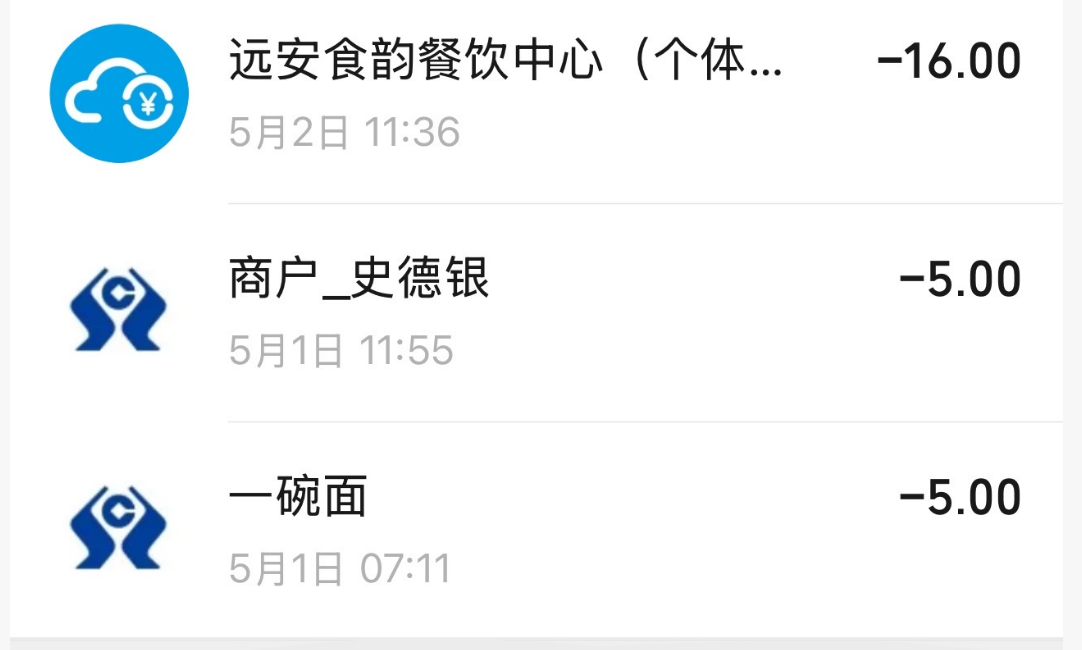 远安食韵餐饮中心（个体...
-16.00
5月2日 11:36
商户_史德银
-5.00
5月1日 11:55
一碗面
-5.00
5月1日 07:11